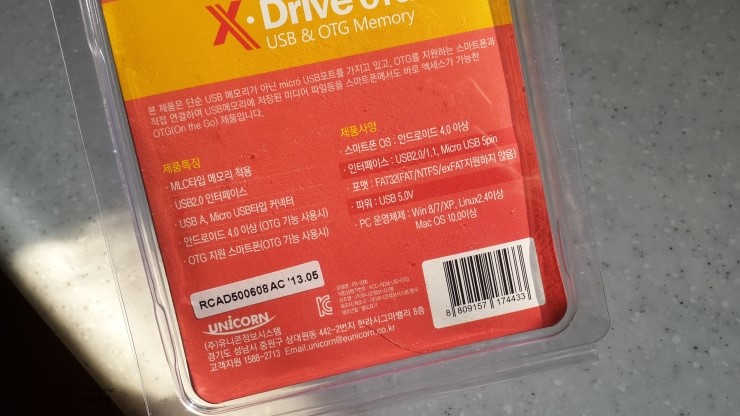 X·Drive OTG
USB & OTG Memory
본 제품은 단순 USB 메모리가 아닌 micro USB포트를 가지고 있고, OTG를 지원하는 스마트폰과
직접 연결하여 USB메모리에 저장된 미디어 파일등을 스마트폰에서도 바로 엑세스가 가능한
OTG(On the Go) 제품입니다.
제품특징
· MLC타입 메모리 적용
· USB2.0 인터페이스
· USB A, Micro USB타입 커넥터
· 안드로이드 4.0 이상 (OTG 기능 사용시)
· OTG 지원 스마트폰(OTG 기능 사용시)
제품사양
· 스마트폰 OS : 안드로이드 4.0 이상
· 인터페이스 : USB2.0/1.1, Micro USB 5pin
· 포맷 : FAT32(FAT/NTFS/exFAT지원하지 않음)
· 파워 : USB 5.0V
· PC 운영체제 : Win 8/7/XP, Linux2.4이상
Mac OS 10.0이상
RCAD500608 AC '13.05
UNICORN
(주)유니콘정보시스템
경기도 성남시 중원구 상대원동 442-2번지 한라시그마밸리 8층
고객지원 1588-2713 Email.unicorn@eunicorn.co.kr
8 809157 174433